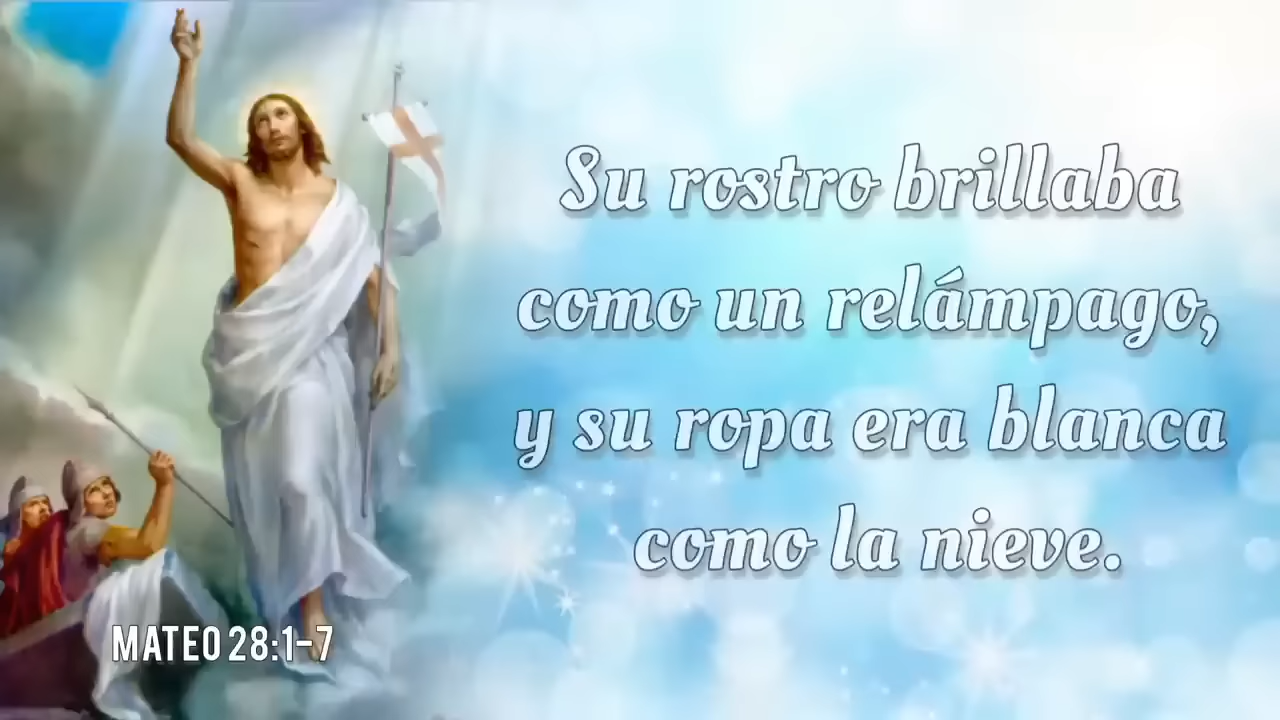 Su rostro brillaba
como un relámpago,
y su ropa era blanca
como la nieve.
MATEO 28:1-7